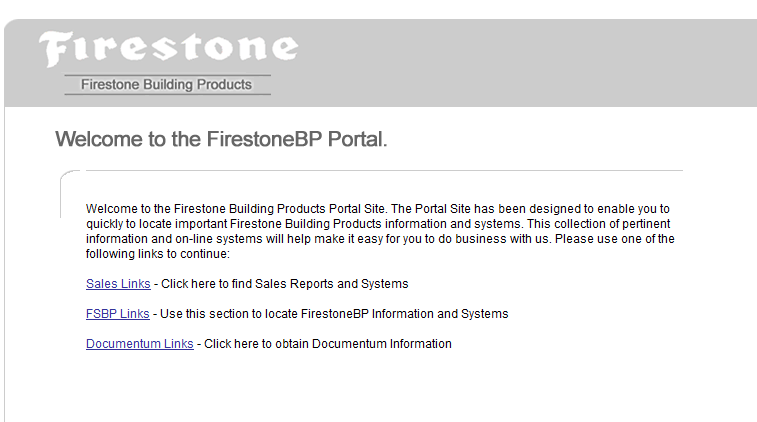 Firestone
Firestone Building Products
Welcome to the FirestoneBP Portal.
Welcome to the Firestone Building Products Portal Site. The Portal Site has been designed to enable you to
quickly to locate important Firestone Building Products information and systems. This collection of pertinent
information and on-line systems will help make it easy for you to do business with us. Please use one of the
following links to continue:
Sales Links - Click here to find Sales Reports and Systems
FSBP Links - Use this section to locate FirestoneBP Information and Systems
Documentum Links - Click here to obtain Documentum Information